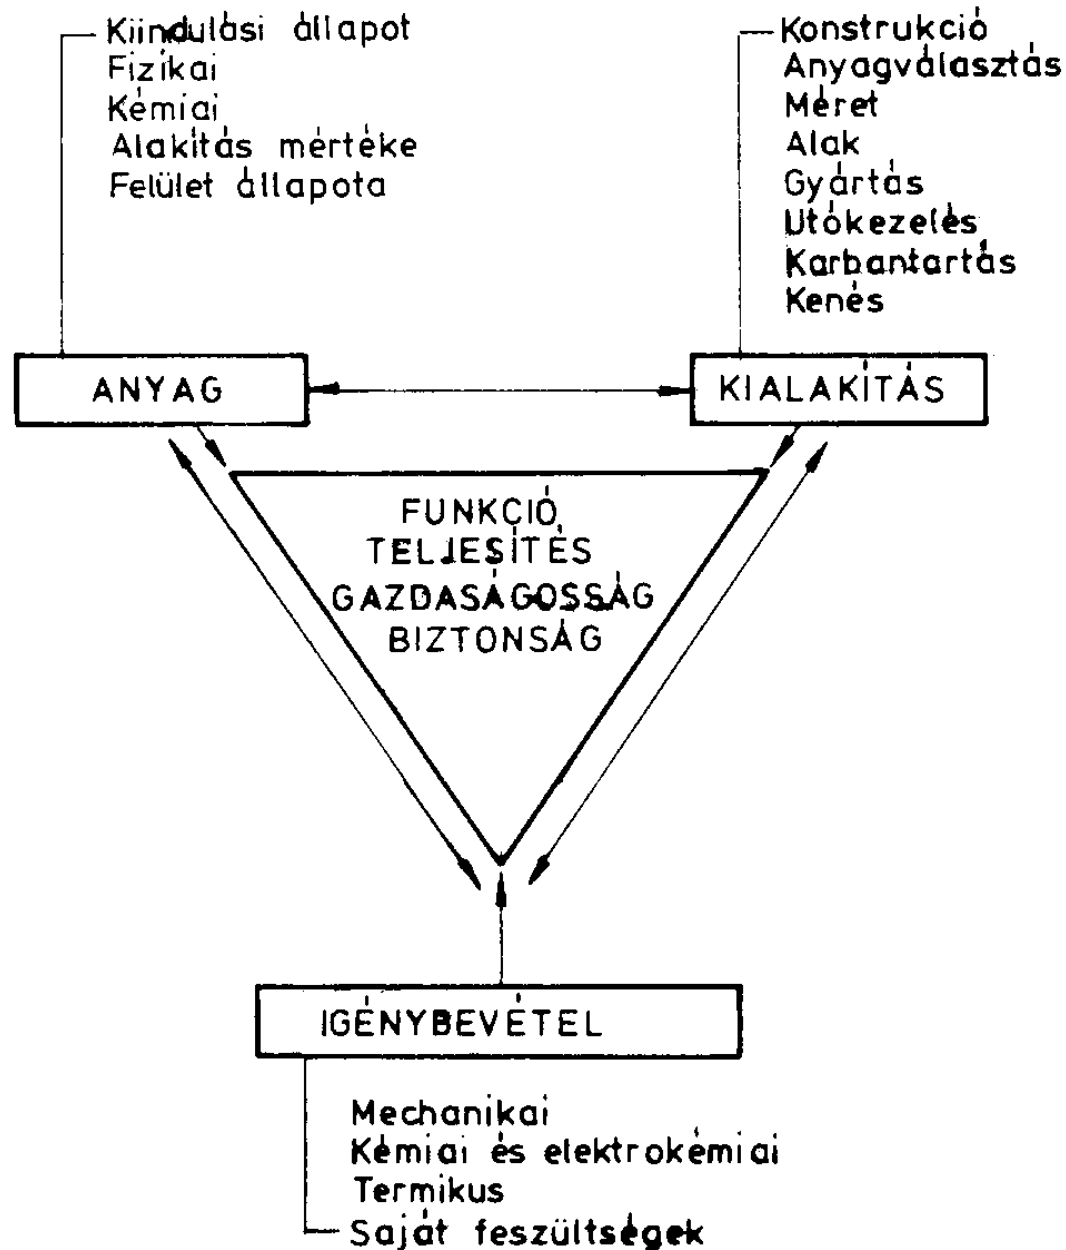 Kiindulási állapot
Fizikai
Kémiai
Alakítás mértéke
Felület állapota
Konstrukció
Anyagválasztás
Méret
Alak
Gyártás
Utókezelés
Karbantartás
Kenés
ANYAG
KIALAKÍTÁS
FUNKCIÓ
TELJESÍTÉS
GAZDASÁGOSSÁG
BIZTONSÁG
IGÉNYBEVÉTEL
Mechanikai
Kémiai és elektrokémiai
Termikus
Saját feszültségek